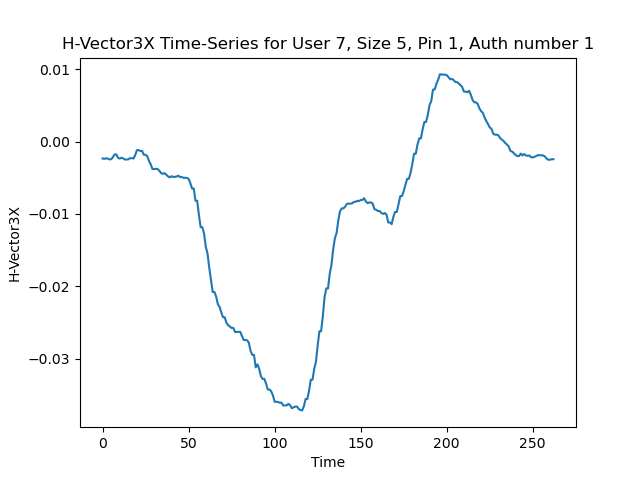 H-Vector3X Time-Series for User 7, Size 5, Pin 1, Auth number 1
0.01
0.00
−0.01
−0.02
−0.03
H-Vector3X
0 50 100 150 200 250
Time